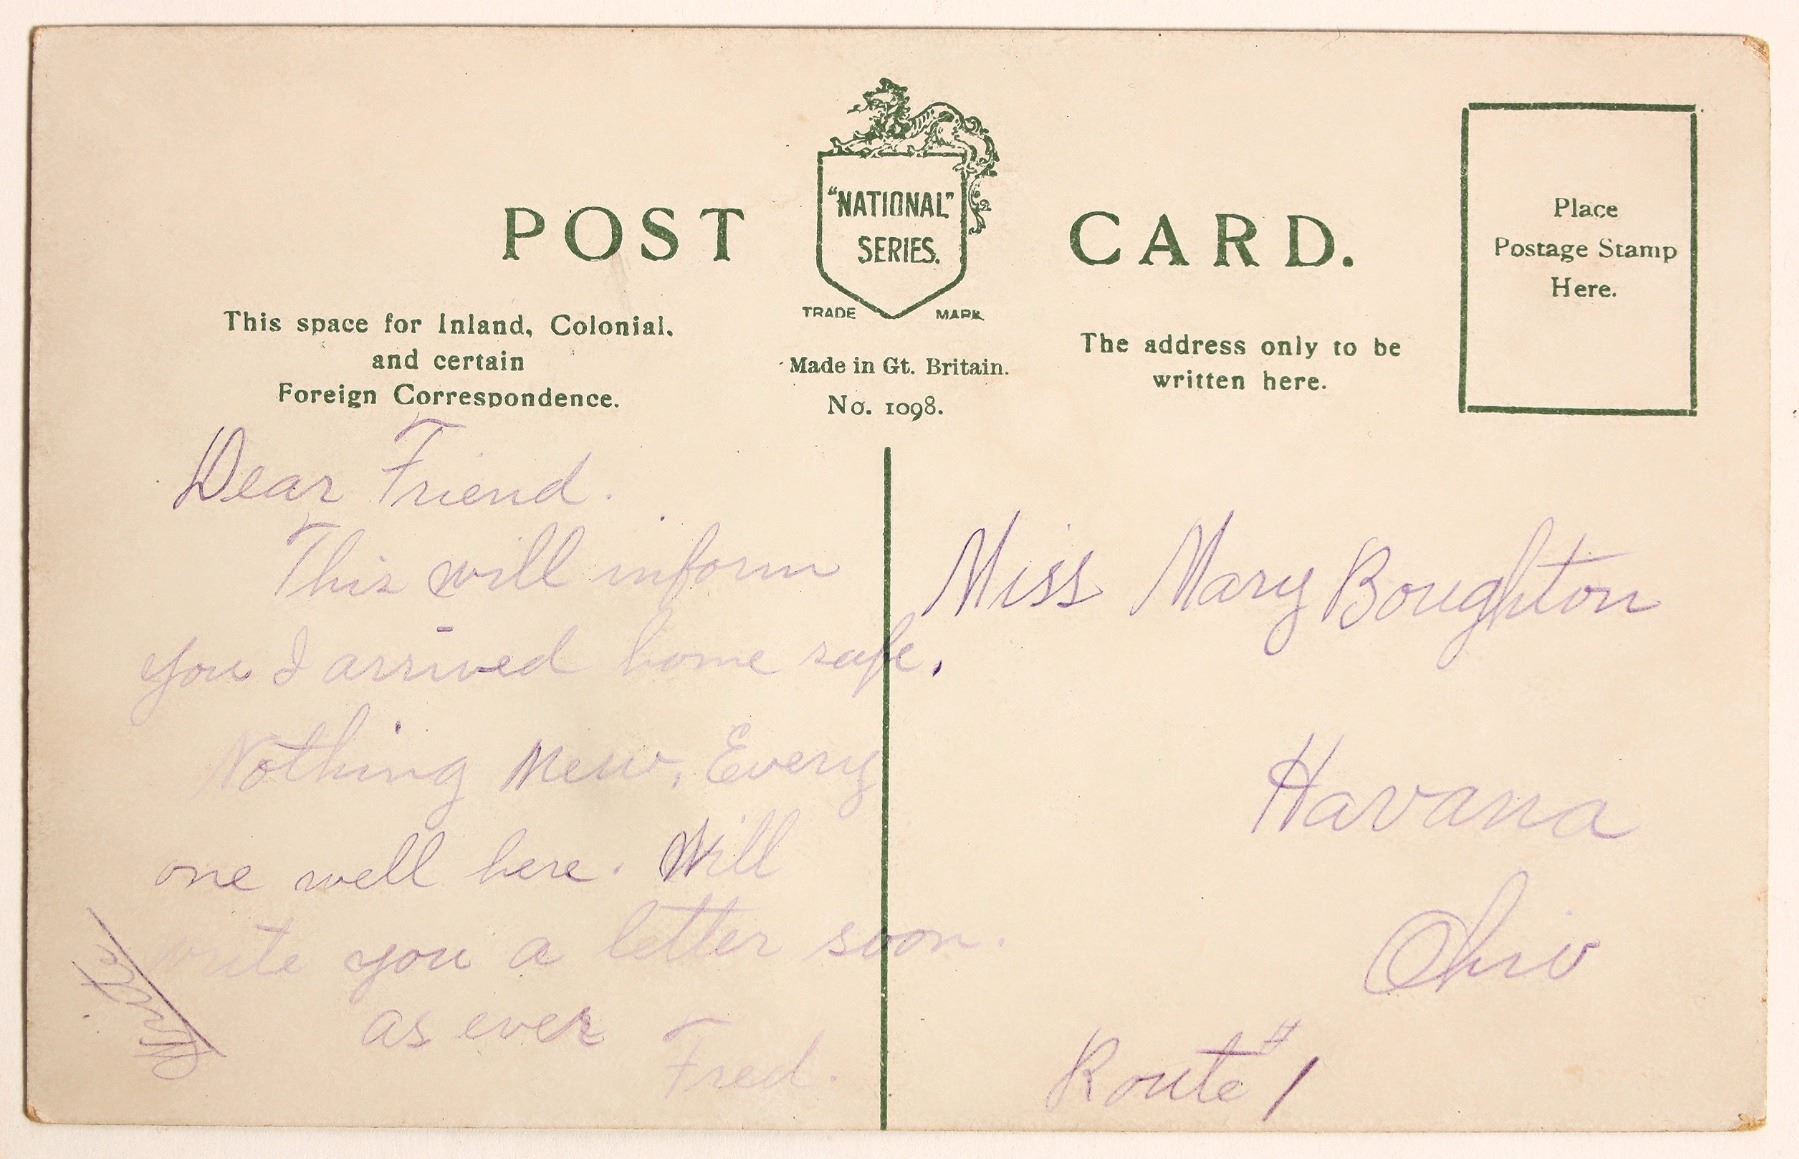 POST CARD.
"NATIONAL"
SERIES.
TRADE MARK
Place
Postage Stamp
Here.
This space for Inland, Colonial,
and certain
Foreign Correspondence.
Made in Gt. Britain.
No. 1098.
The address only to be
written here.
Dear Friend.
This will inform
you I arrived home safe.
Nothing New. Every
one well here. Will
write you a letter soon.
as ever
Fred.
Write
Miss Mary Boughton
Havana
Ohio
Route #1